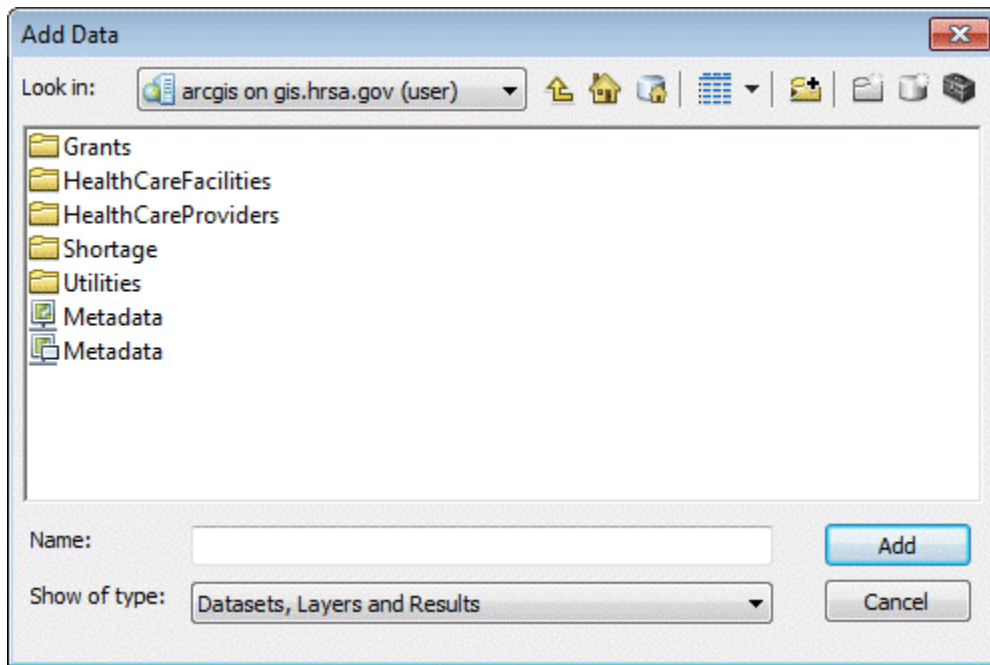 Add Data
Look in: arcgis on gis.hrsa.gov (user)
Grants
HealthCareFacilities
HealthCareProviders
Shortage
Utilities
Metadata
Metadata
Name: Add
Show of type: Datasets, Layers and Results Cancel